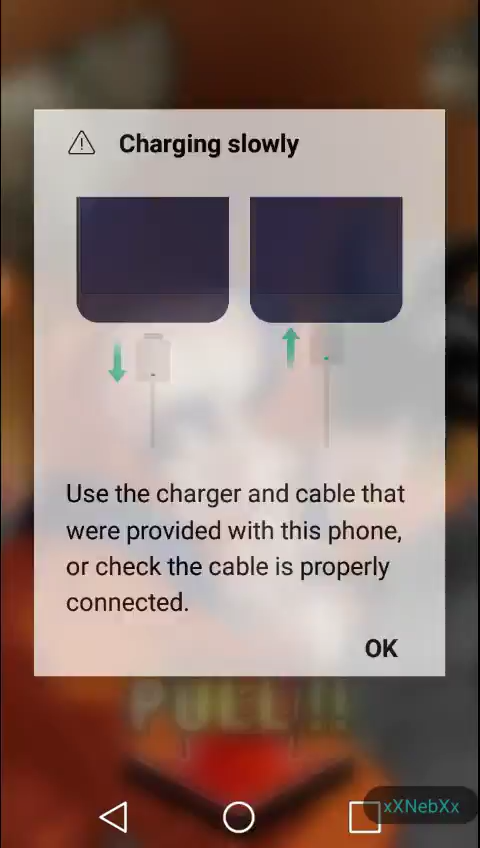 Charging slowly
Use the charger and cable that
were provided with this phone,
or check the cable is properly
connected.
OK
PULL !!
xXNebXx